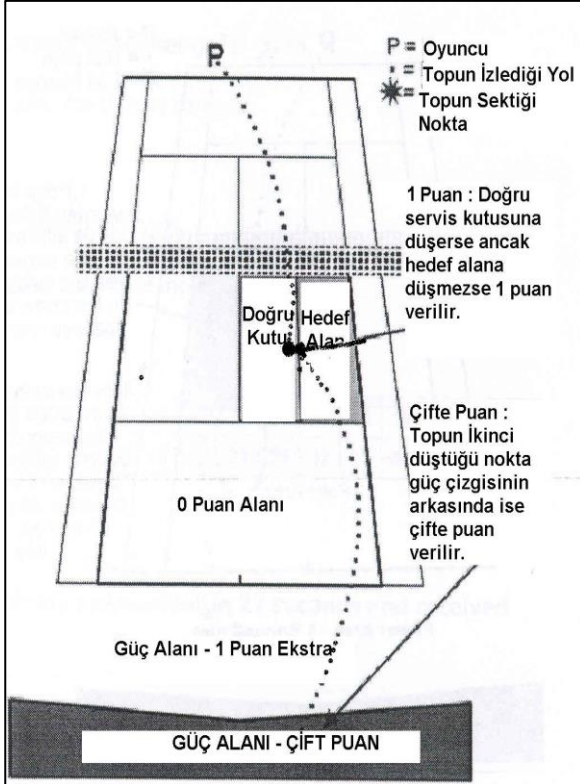 P
P = Oyuncu
= Topun İzlediği Yol
= Topun Sektiği
Nokta
1 Puan : Doğru
servis kutusuna
düşerse ancak
hedef alana
düşmezse 1 puan
verilir.
Doğru
Kutu
Hedef
Alan
Çifte Puan :
Topun İkinci
düştüğü nokta
güç çizgisinin
arkasında ise
çifte puan
verilir.
0 Puan Alanı
Güç Alanı - 1 Puan Ekstra
GÜÇ ALANI - ÇİFT PUAN